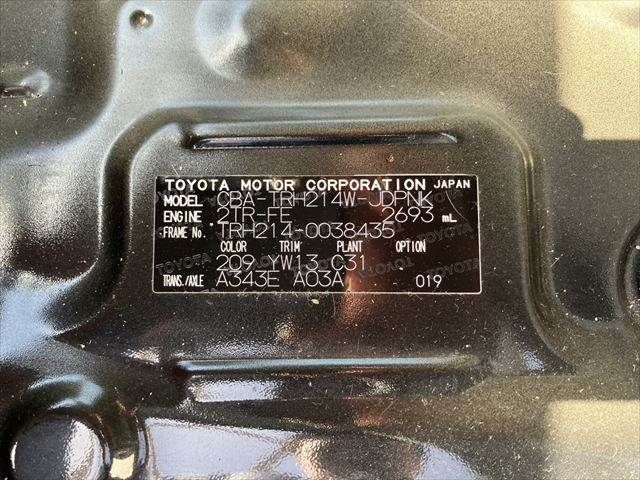 TOYOTA MOTOR CORPORATION JAPAN
MODEL CBA-TRH214W-JDPNK
ENGINE 2TR-FE 2693 mL
FRAME No. TRH214-0038435
COLOR TRIM PLANT OPTION
209 YW13 C31
TRANS./AXLE A343E A03A 019